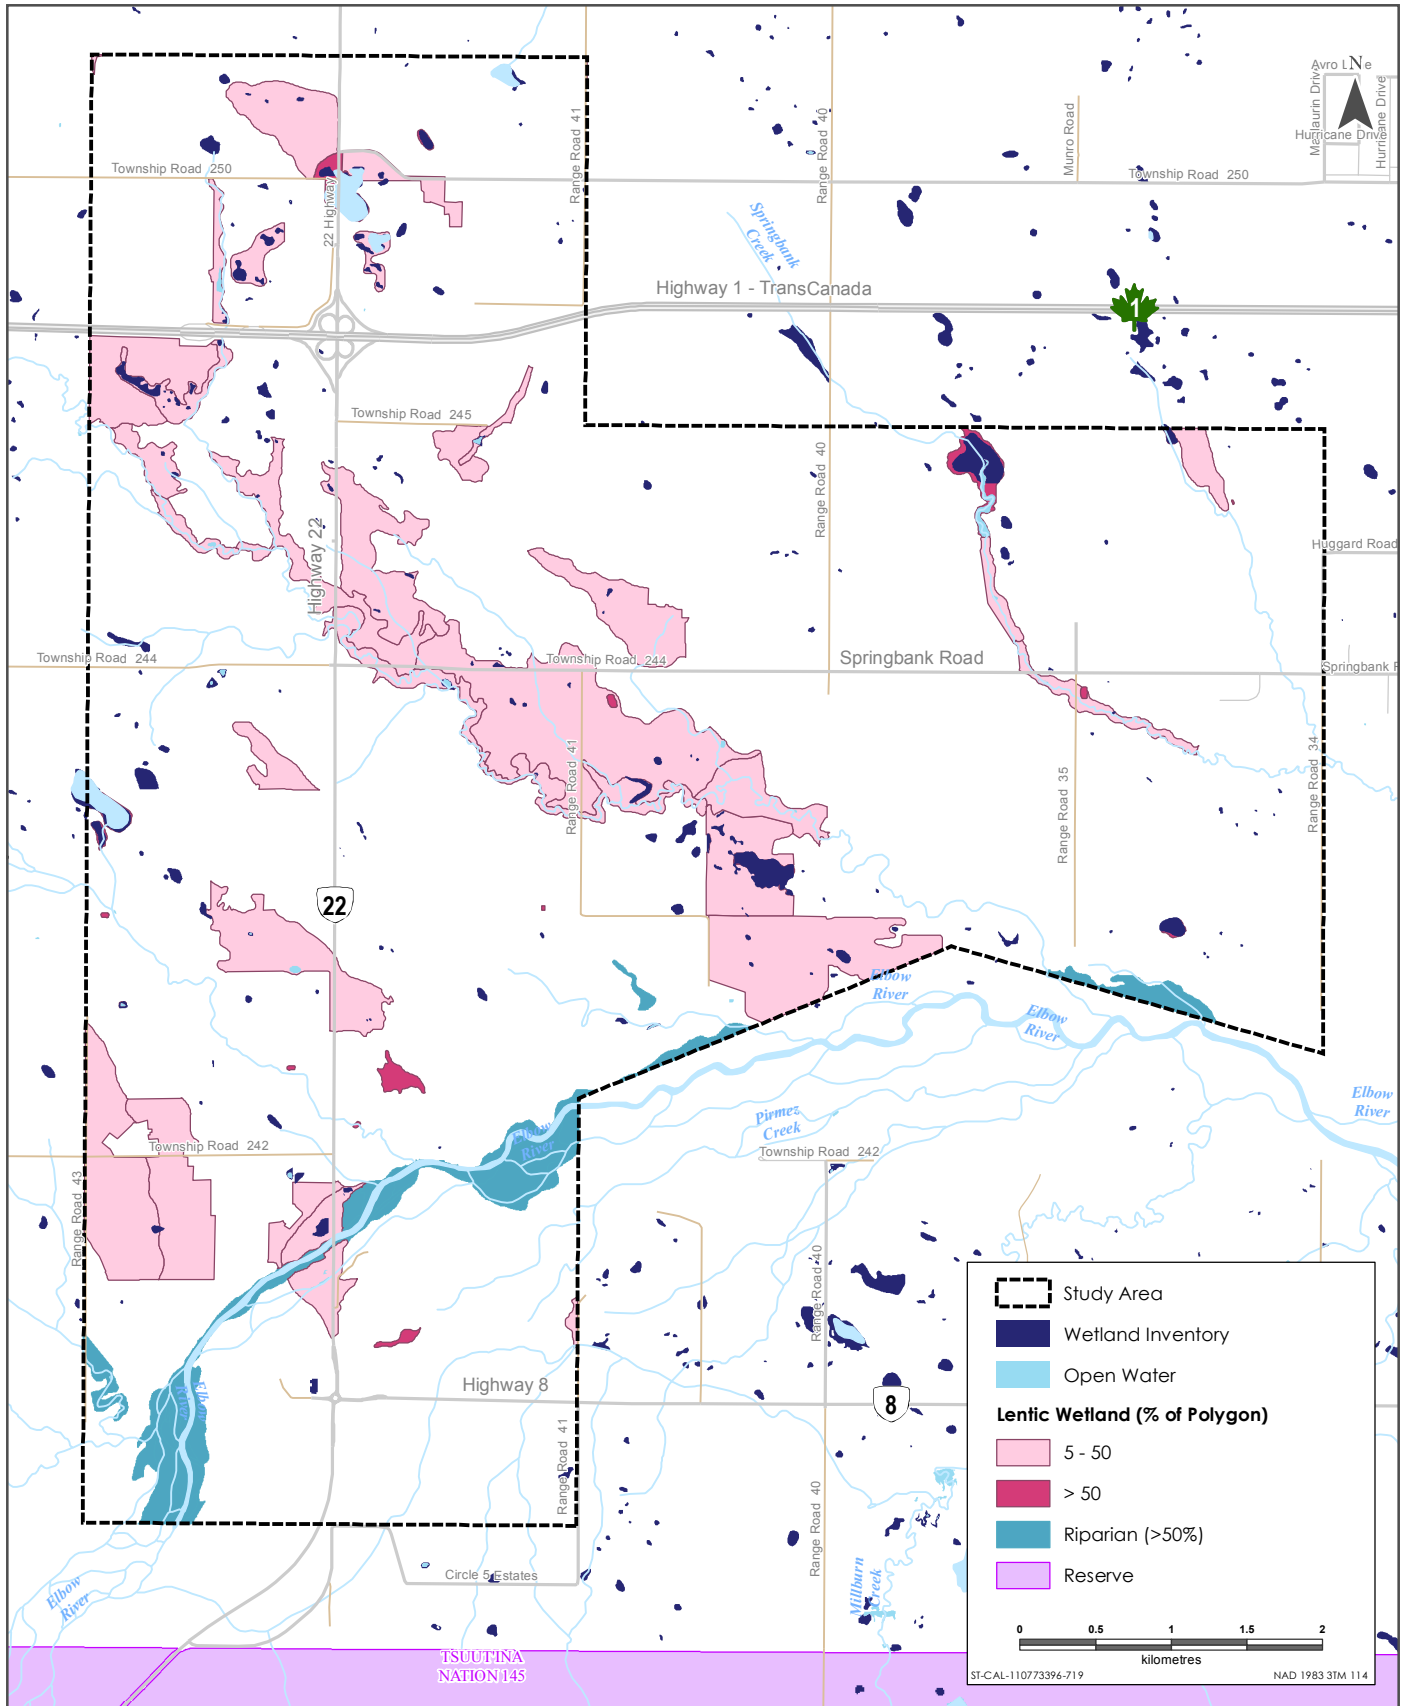 Avro L
N
e
Maclaurin Drive
Hurricane Drive
Hurricane Drive
Munro Road
Range Road 41
Range Road 40
Township Road 250
Township Road 250
22 Highway
Springbank
Creek
Highway 1 - TransCanada
1
Township Road 245
Range Road 40
Highway 22
Huggard Road
Township Road 244
Township Road 244
Springbank Road
Springbank R
Range Road 41
Range Road 35
Range Road 34
22
Elbow
River
Elbow
River
Elbow
River
Elbow
River
Pirmez
Creek
Township Road 242
Township Road 242
Range Road 43
Range Road 40
Elbow
River
Highway 8
8
Range Road 41
Range Road 40
Millburn
Creek
Circle 5 Estates
Elbow
River
TSUUT'INA
NATION 145
Study Area
Wetland Inventory
Open Water
Lentic Wetland (% of Polygon)
5 - 50
> 50
Riparian (>50%)
Reserve
0 0.5 1 1.5 2
kilometres
ST-CAL-110773396-719
NAD 1983 3TM 114